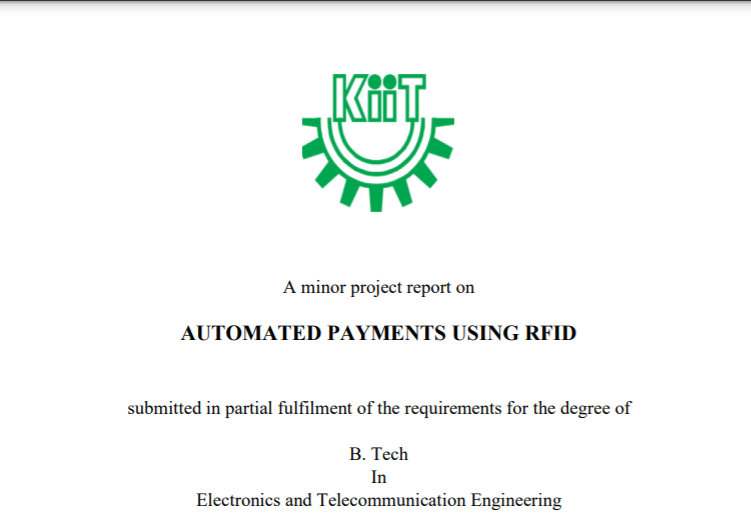 KiiT
A minor project report on
AUTOMATED PAYMENTS USING RFID
submitted in partial fulfilment of the requirements for the degree of
B. Tech
In
Electronics and Telecommunication Engineering